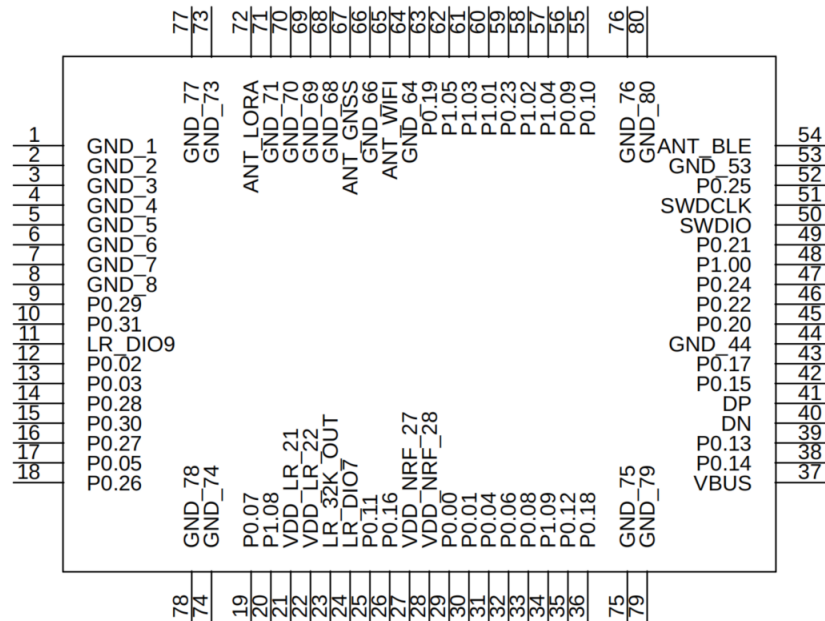 77
73
72
71
70
69
68
67
66
65
64
63
62
61
60
59
58
57
56
55
76
80
GND_77
GND_73
ANT_LORA
GND_71
GND_70
GND_69
GND_68
ANT_GNSS
GND_66
ANT_WIFI
GND_64
P0.19
P1.05
P1.03
P1.01
P0.23
P1.02
P1.04
P0.09
P0.10
GND_76
GND_80
1 GND_1
2 GND_2
3 GND_3
4 GND_4
5 GND_5
6 GND_6
7 GND_7
8 GND_8
9 P0.29
10 P0.31
11 LR_DIO9
12 P0.02
13 P0.03
14 P0.28
15 P0.30
16 P0.27
17 P0.05
18 P0.26
ANT_BLE 54
GND_53 53
P0.25 52
SWDCLK 51
SWDIO 50
P0.21 49
P1.00 48
P0.24 47
P0.22 46
P0.20 45
GND_44 44
P0.17 43
P0.15 42
DP 41
DN 40
P0.13 39
P0.14 38
VBUS 37
GND_78
GND_74
P0.07
P1.08
VDD_LR_21
VDD_LR_22
LR_32K_OUT
LR_DIO7
P0.11
P0.16
VDD_NRF_27
VDD_NRF_28
P0.00
P0.01
P0.04
P0.06
P0.08
P1.09
P0.12
P0.18
GND_75
GND_79
78
74
19
20
21
22
23
24
25
26
27
28
29
30
31
32
33
34
35
36
75
79